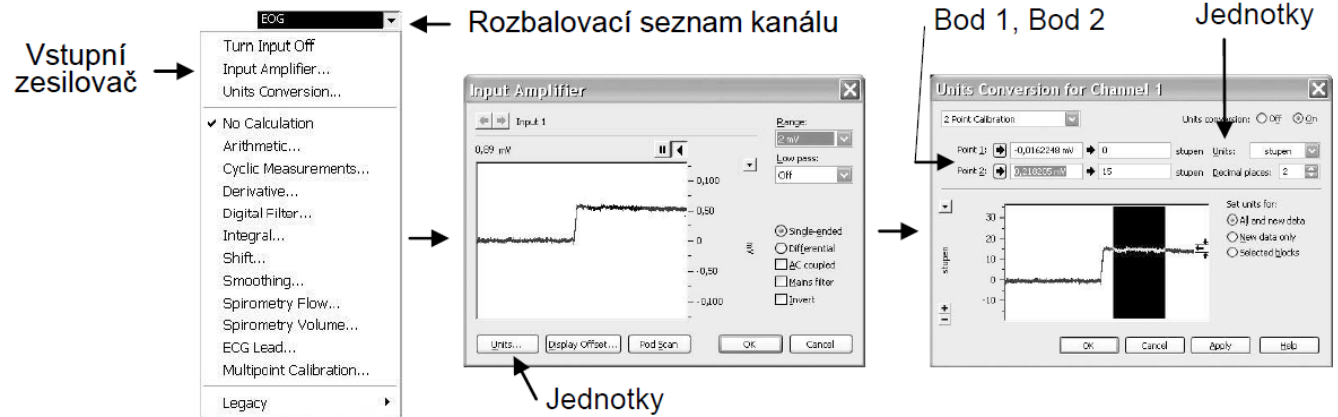 EOG
Rozbalovací seznam kanálu
Vstupní
zesilovač
Turn Input Off
Input Amplifier...
Units Conversion...
No Calculation
Arithmetic...
Cyclic Measurements...
Derivative...
Digital Filter...
Integral...
Shift...
Smoothing...
Spirometry Flow...
Spirometry Volume...
ECG Lead...
Multipoint Calibration...
Legacy
Input Amplifier
Input 1
0,89 mV
Range:
2 mV
Low pass:
Off
0,100
0,50
0
-0,50
-0,100
mV
Single-ended
Differential
AC coupled
Mains filter
Invert
Units...
Display Offset...
Pod Scan
OK
Cancel
Jednotky
Bod 1, Bod 2
Jednotky
Units Conversion for Channel 1
2 Point Calibration
Units conversion: Off On
Point 1: -0,0162248 mV 0 stupen Units: stupen
Point 2: 0,218205 mV 15 stupen Decimal places: 2
30
20
10
0
-10
stupen
Set units for:
All and new data
New data only
Selected blocks
OK
Cancel
Apply
Help